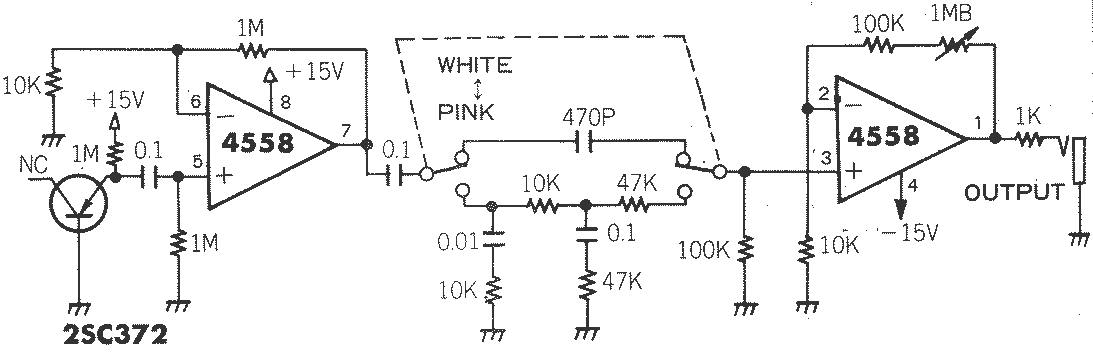 1M
100K
1MB
10K
+15V
+15V
WHITE
↕
PINK
6
−
8
4558
7
5
+
NC
1M
0.1
1M
0.1
470P
10K
47K
0.01
0.1
10K
47K
100K
2
−
4558
1
3
+
4
−15V
10K
1K
OUTPUT
2SC372